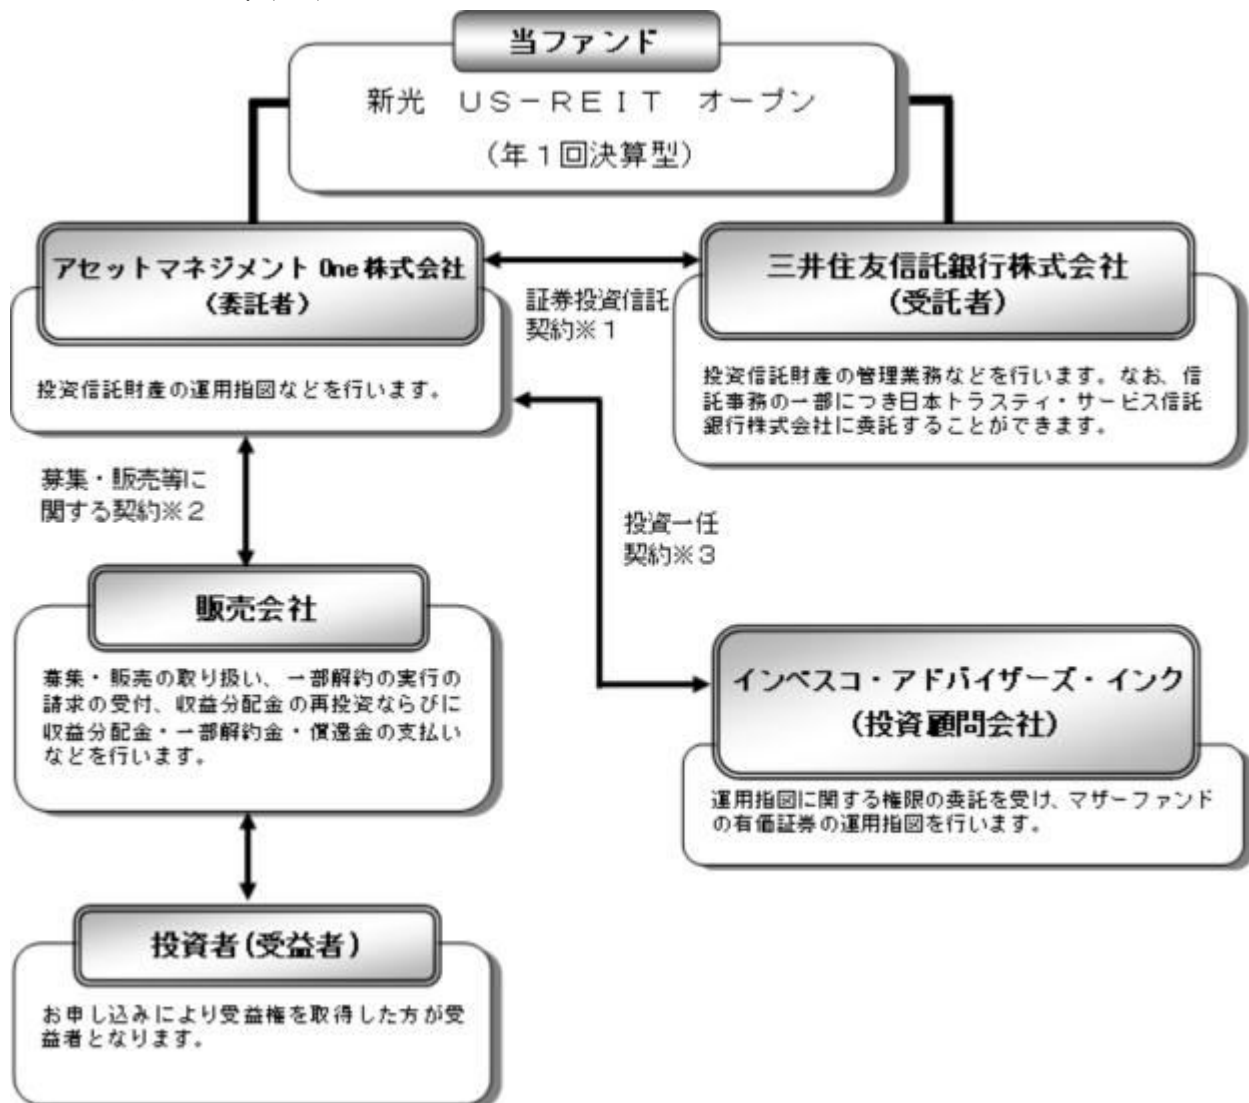 当ファンド
新光 ＵＳ－ＲＥＩＴ オープン
（年１回決算型）
アセットマネジメント One 株式会社
（委託者）
投資信託財産の運用指図などを行います。
証券投資信託
契約※１
三井住友信託銀行株式会社
（受託者）
投資信託財産の管理業務などを行います。なお、信
託事務の一部につき日本トラスティ・サービス信託
銀行株式会社に委託することができます。
募集・販売等に
関する契約※２
投資一任
契約※３
販売会社
募集・販売の取り扱い、一部解約の実行の
請求の受付、収益分配金の再投資ならびに
収益分配金・一部解約金・償還金の支払い
などを行います。
インベスコ・アドバイザーズ・インク
（投資顧問会社）
運用指図に関する権限の委託を受け、マザーファンド
の有価証券の運用指図を行います。
投資者（受益者）
お申し込みにより受益権を取得した方が受
益者となります。